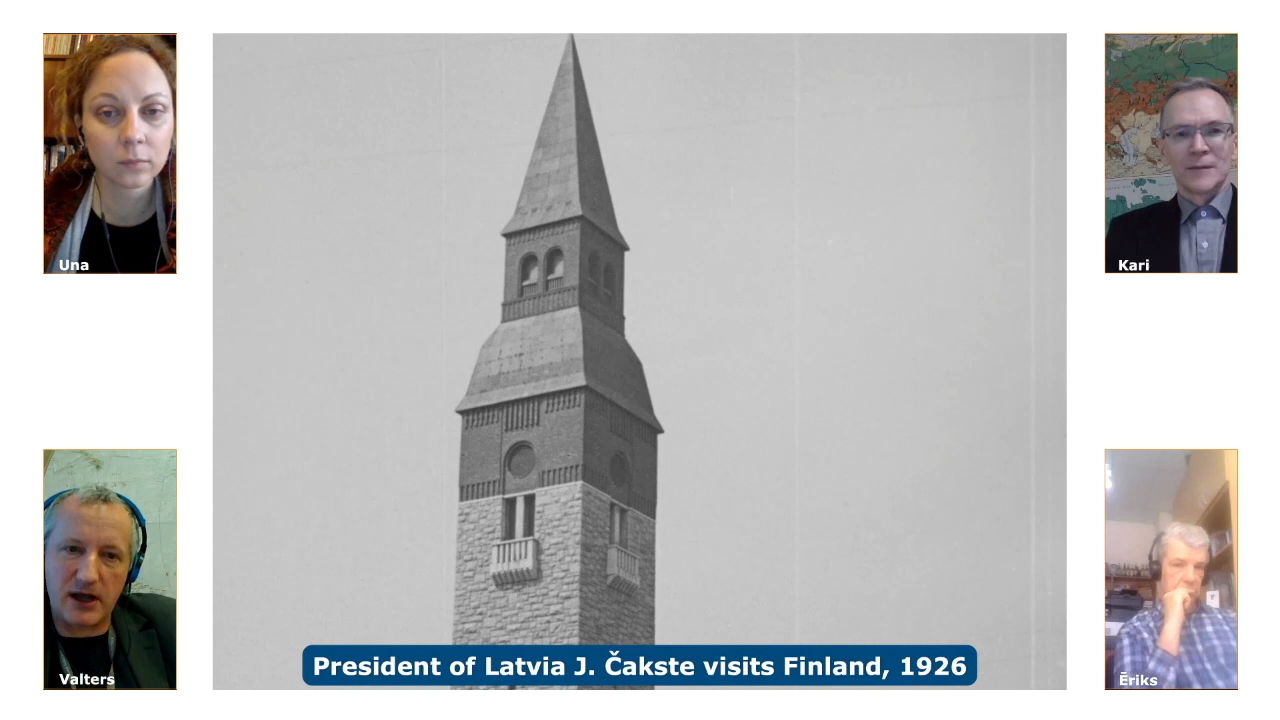 Una
Kari
President of Latvia J. Čakste visits Finland, 1926
Valters
Ēriks